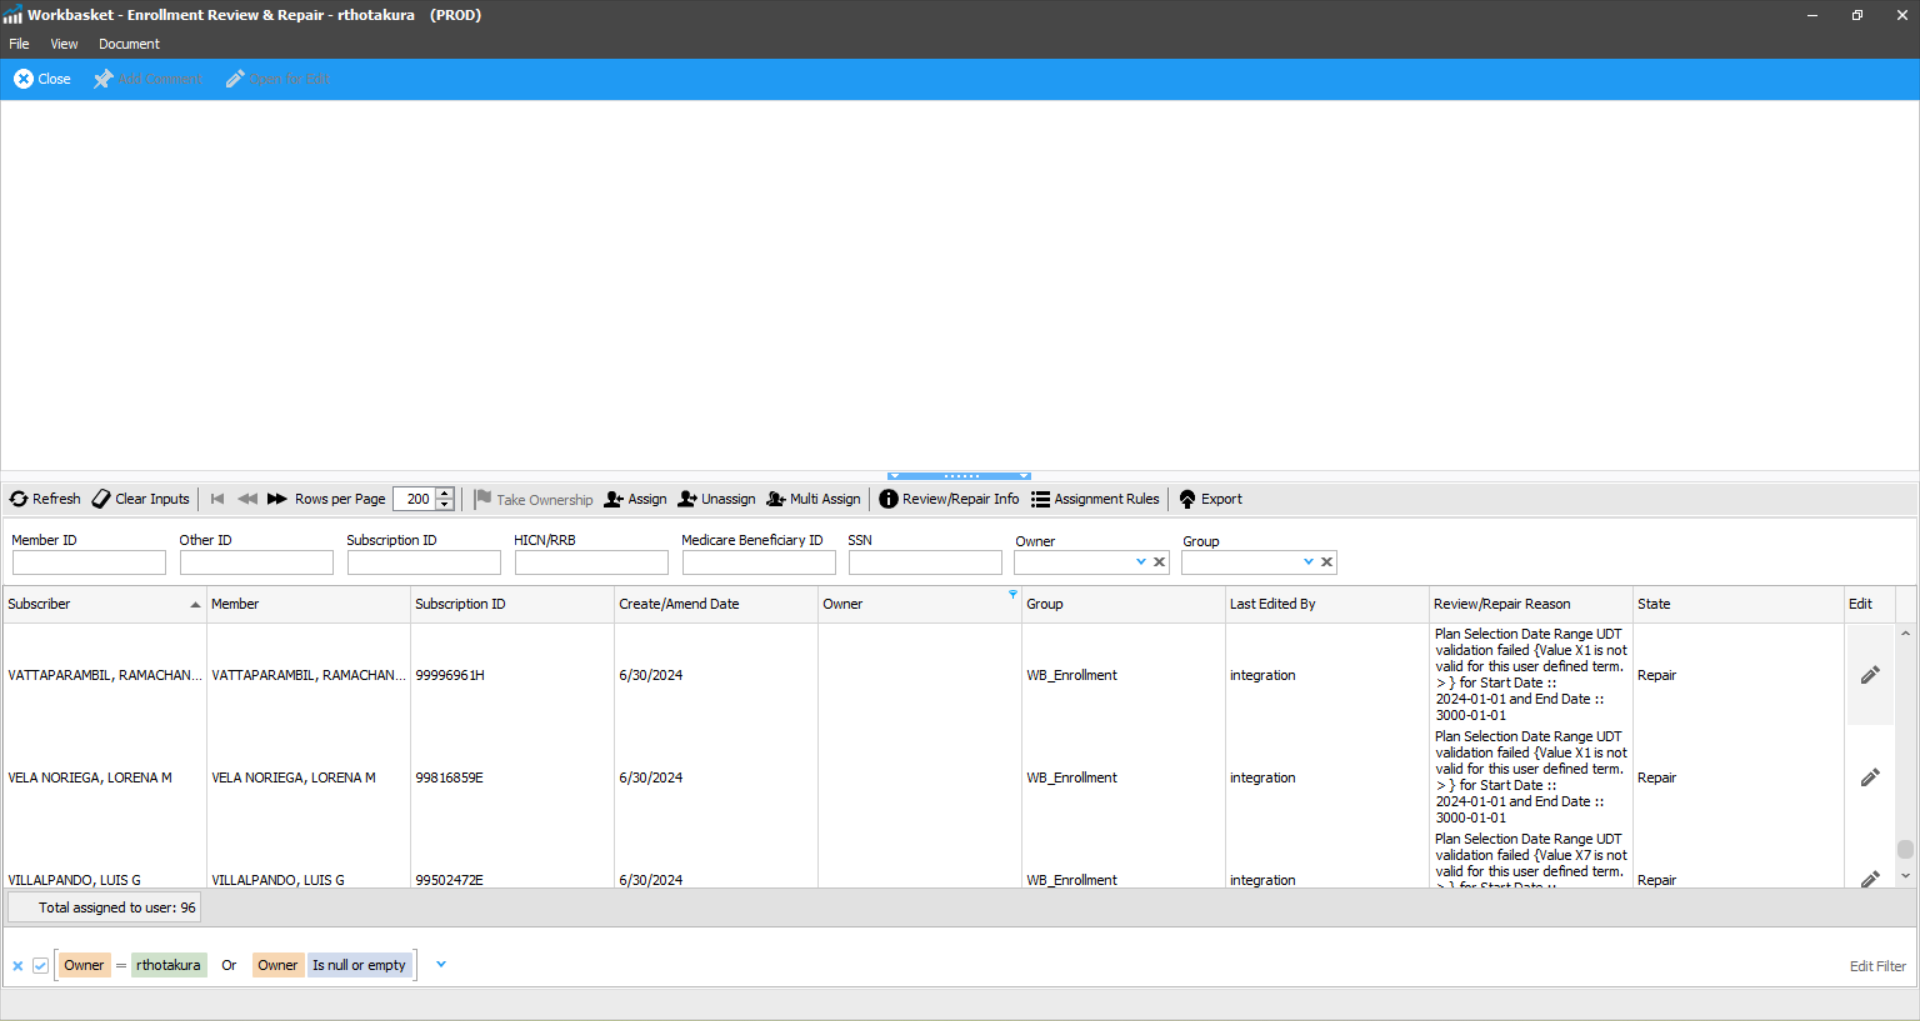 Workbasket - Enrollment Review & Repair - rthotakura (PROD)
File View Document
Close Add Comment Open for Edit
Refresh Clear Inputs Rows per Page 200 Take Ownership Assign Unassign Multi Assign Review/Repair Info Assignment Rules Export
Member ID Other ID Subscription ID HICN/RRB Medicare Beneficiary ID SSN Owner Group
Subscriber Member Subscription ID Create/Amend Date Owner Group Last Edited By Review/Repair Reason State Edit
VATTAPARAMBIL, RAMACHAN... VATTAPARAMBIL, RAMACHAN... 99996961H 6/30/2024 WB_Enrollment integration
Plan Selection Date Range UDT
validation failed {Value X1 is not
valid for this user defined term.
> } for Start Date ::
2024-01-01 and End Date ::
3000-01-01
Repair
VELA NORIEGA, LORENA M VELA NORIEGA, LORENA M 99816859E 6/30/2024 WB_Enrollment integration
Plan Selection Date Range UDT
validation failed {Value X1 is not
valid for this user defined term.
> } for Start Date ::
2024-01-01 and End Date ::
3000-01-01
Repair
VILLALPANDO, LUIS G VILLALPANDO, LUIS G 99502472E 6/30/2024 WB_Enrollment integration
Plan Selection Date Range UDT
validation failed {Value X7 is not
valid for this user defined term.
> } for Start Date ::
Repair
Total assigned to user: 96
Owner = rthotakura Or Owner Is null or empty
Edit Filter